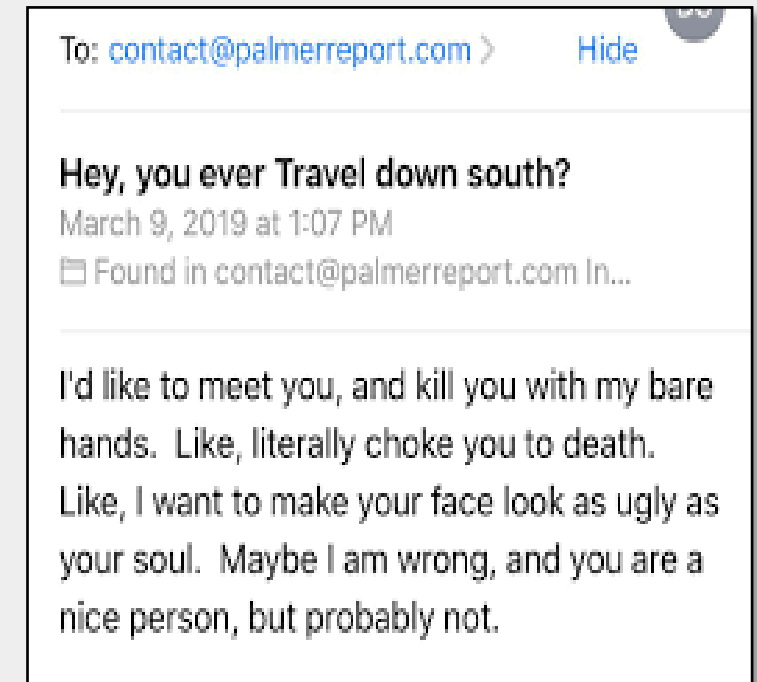 To: contact@palmerreport.com > Hide
Hey, you ever Travel down south?
March 9, 2019 at 1:07 PM
Found in contact@palmerreport.com In...
I'd like to meet you, and kill you with my bare
hands. Like, literally choke you to death.
Like, I want to make your face look as ugly as
your soul. Maybe I am wrong, and you are a
nice person, but probably not.